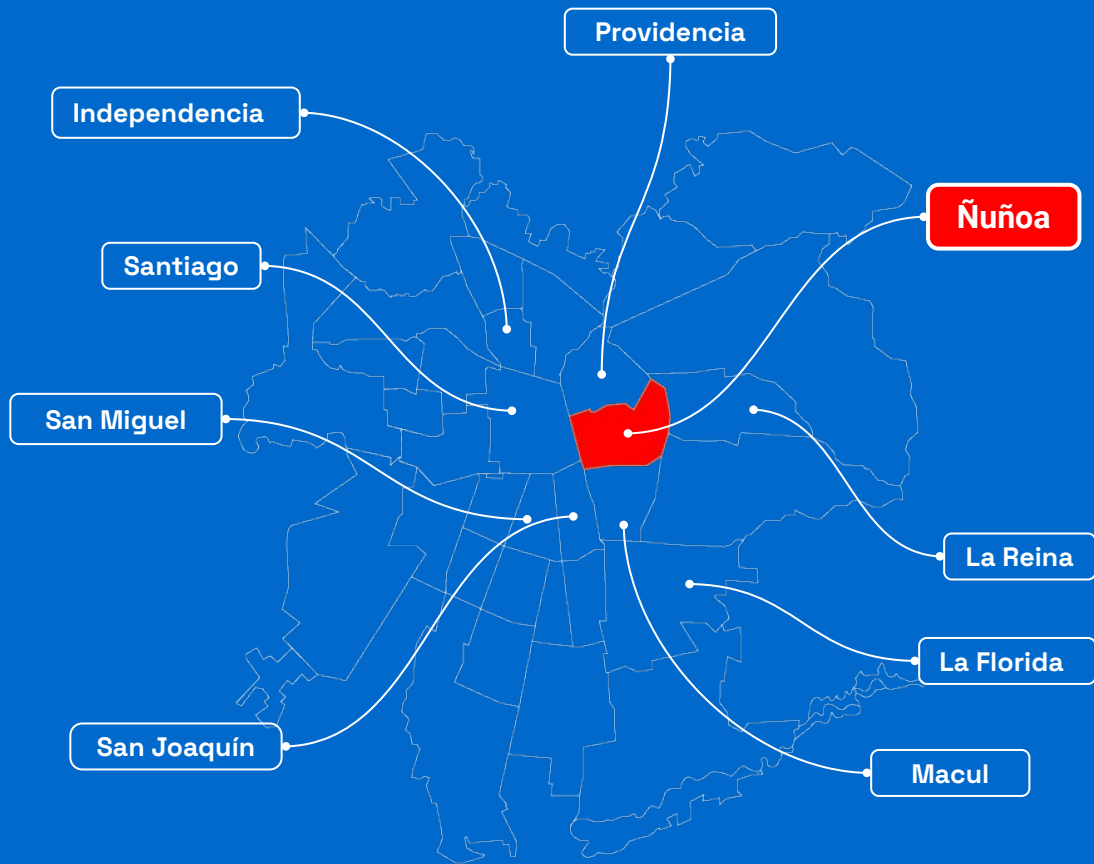 Providencia
Independencia
Ñuñoa
Santiago
San Miguel
La Reina
La Florida
San Joaquín
Macul